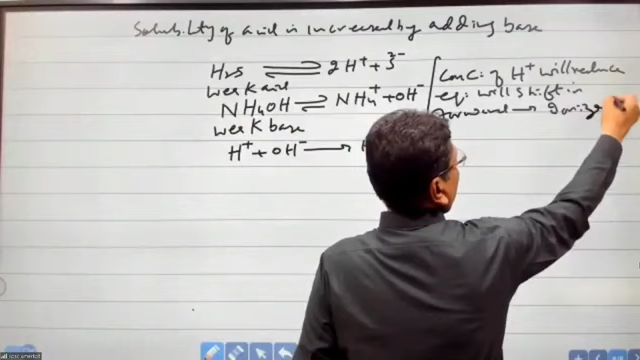 Solubility of acid is increased by adding base
H2S ⇌ 2H+ + S2-
Weak acid
NH4OH ⇌ NH4+ + OH-
Weak base
H+ + OH- ⟶
Conc: of H+ will reduce
eq: will shift in
forward →